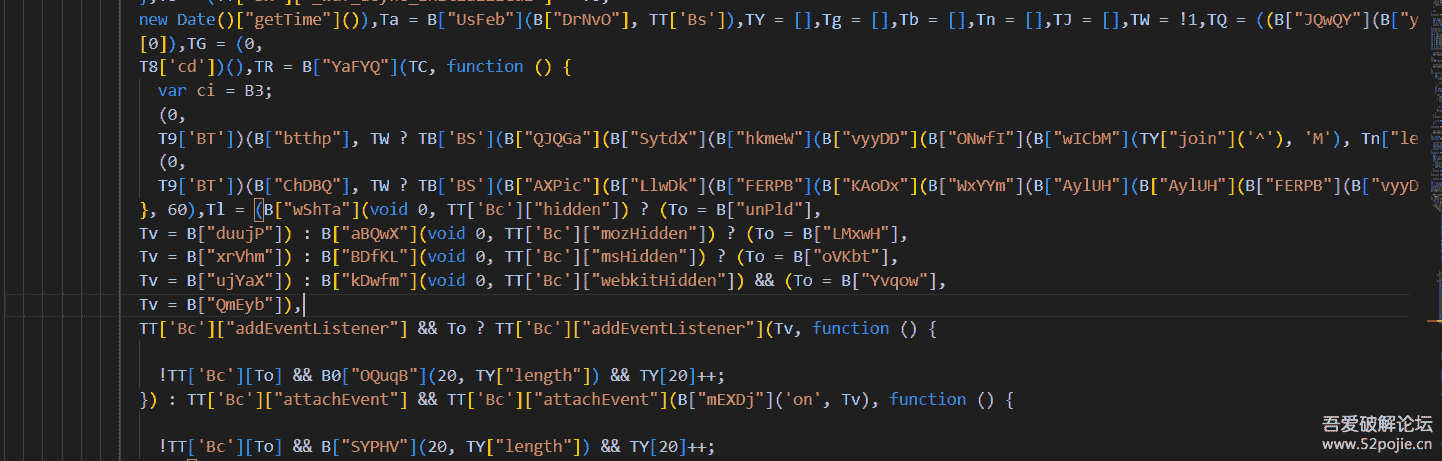 new Date()["getTime"]()),Ta = B["UsFeb"](B["DrNvO"], TT['Bs']),TY = [],Tg = [],Tb = [],Tn = [],TJ = [],TW = !1,TQ = ((B["JQwQY"](B["y
[0]),TG = (0,
T8['cd'])(),TR = B["YaFYQ"](TC, function () {
var ci = B3;
(0,
T9['BT'])(B["btthp"], TW ? TB['BS'](B["QJQGa"](B["SytdX"](B["hkmeW"](B["vyyDD"](B["ONwfI"](B["wICbM"](TY["join"]('^'), 'M'), Tn["le
(0,
T9['BT'])(B["ChDBQ"], TW ? TB['BS'](B["AXPic"](B["LlwDk"](B["FERPB"](B["KAoDx"](B["WxYYm"](B["AylUH"](B["AylUH"](B["FERPB"](B["vyyD
}, 60),Tl = (B["wShTa"](void 0, TT['Bc']["hidden"]) ? (To = B["unPld"],
Tv = B["duujP"]) : B["aBQwX"](void 0, TT['Bc']["mozHidden"]) ? (To = B["LMxwH"],
Tv = B["xrVhm"]) : B["BDfKL"](void 0, TT['Bc']["msHidden"]) ? (To = B["oVKbt"],
Tv = B["ujYaX"]) : B["kDwfm"](void 0, TT['Bc']["webkitHidden"]) && (To = B["Yvqow"],
Tv = B["QmEyb"]),
TT['Bc']["addEventListener"] && To ? TT['Bc']["addEventListener"](Tv, function () {
!TT['Bc'][To] && B0["OQuqB"](20, TY["length"]) && TY[20]++;
}) : TT['Bc']["attachEvent"] && TT['Bc']["attachEvent"](B["mEXDj"]('on', Tv), function () {
!TT['Bc'][To] && B["SYPHV"](20, TY["length"]) && TY[20]++;
吾爱破解论坛
www.52pojie.cn